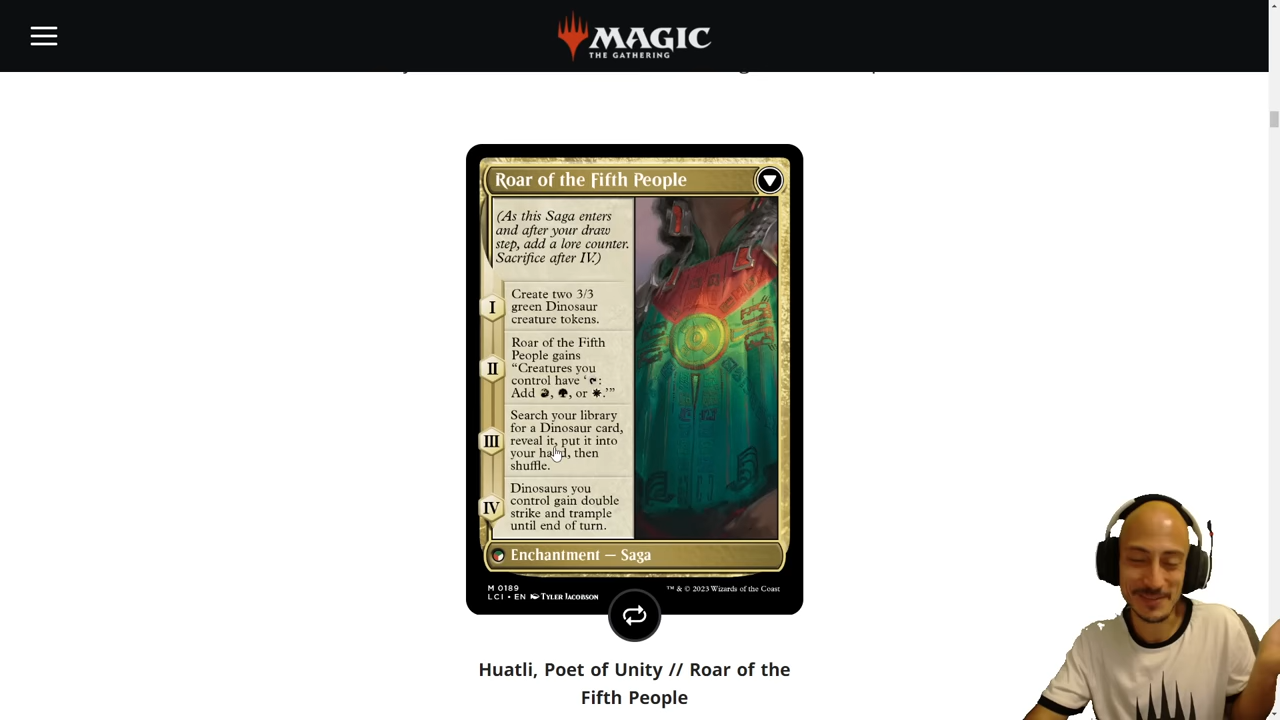 MAGIC
THE GATHERING
Roar of the Fifth People
(As this Saga enters
and after your draw
step, add a lore counter.
Sacrifice after IV.)
I
Create two 3/3
green Dinosaur
creature tokens.
II
Roar of the Fifth
People gains
“Creatures you
control have ‘:
Add , , or .’”
III
Search your library
for a Dinosaur card,
reveal it, put it into
your hand, then
shuffle.
IV
Dinosaurs you
control gain double
strike and trample
until end of turn.
Enchantment — Saga
M 0189
LCI • EN TYLER JACOBSON
™ & © 2023 Wizards of the Coast
Huatli, Poet of Unity // Roar of the
Fifth People